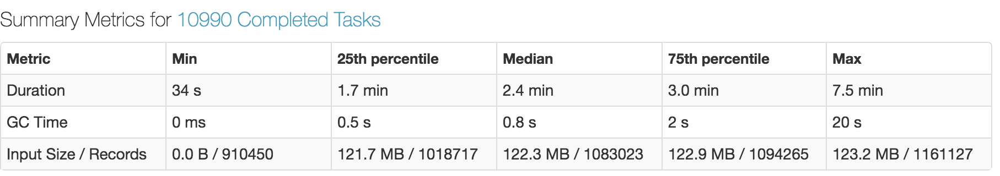 Summary Metrics for 10990 Completed Tasks
Metric Min 25th percentile Median 75th percentile Max
Duration 34 s 1.7 min 2.4 min 3.0 min 7.5 min
GC Time 0 ms 0.5 s 0.8 s 2 s 20 s
Input Size / Records 0.0 B / 910450 121.7 MB / 1018717 122.3 MB / 1083023 122.9 MB / 1094265 123.2 MB / 1161127